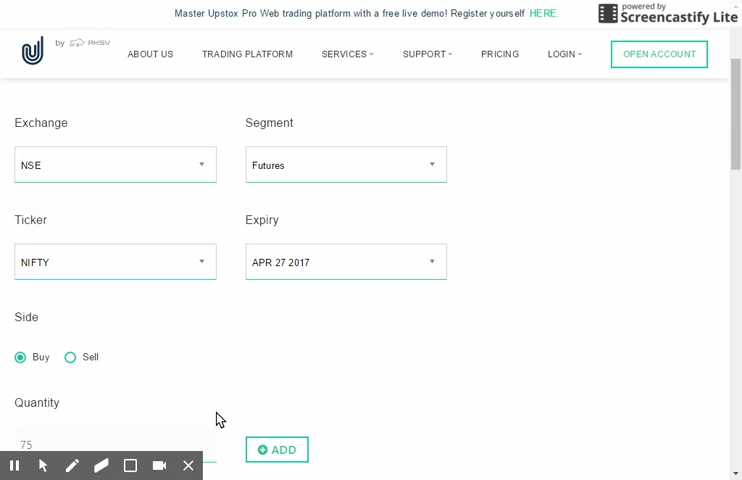 Master Upstox Pro Web trading platform with a free live demo! Register yourself HERE.
powered by
Screencastify Lite
by RKSV
ABOUT US
TRADING PLATFORM
SERVICES
SUPPORT
PRICING
LOGIN
OPEN ACCOUNT
Exchange
Segment
NSE
Futures
Ticker
Expiry
NIFTY
APR 27 2017
Side
Buy
Sell
Quantity
75
ADD